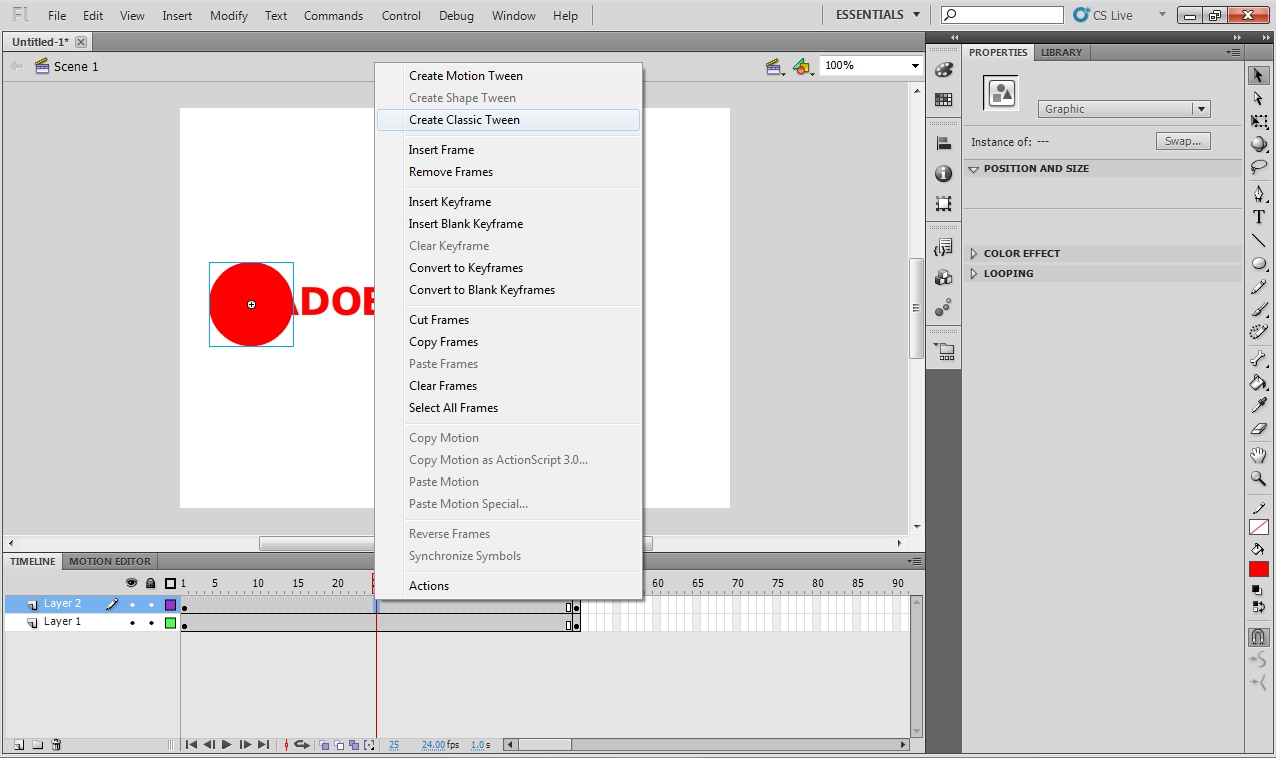 Fl File Edit View Insert Modify Text Commands Control Debug Window Help ESSENTIALS CS Live
Untitled-1*
Scene 1
100%
PROPERTIES LIBRARY
Graphic
Instance of: --- Swap...
POSITION AND SIZE
COLOR EFFECT
LOOPING
T
Create Motion Tween
Create Shape Tween
Create Classic Tween
Insert Frame
Remove Frames
Insert Keyframe
Insert Blank Keyframe
Clear Keyframe
Convert to Keyframes
Convert to Blank Keyframes
Cut Frames
Copy Frames
Paste Frames
Clear Frames
Select All Frames
Copy Motion
Copy Motion as ActionScript 3.0...
Paste Motion
Paste Motion Special...
Reverse Frames
Synchronize Symbols
Actions
TIMELINE MOTION EDITOR
1 5 10 15 20 60 65 70 75 80 85 90
Layer 2
Layer 1
25 24.00 fps 1.0 s